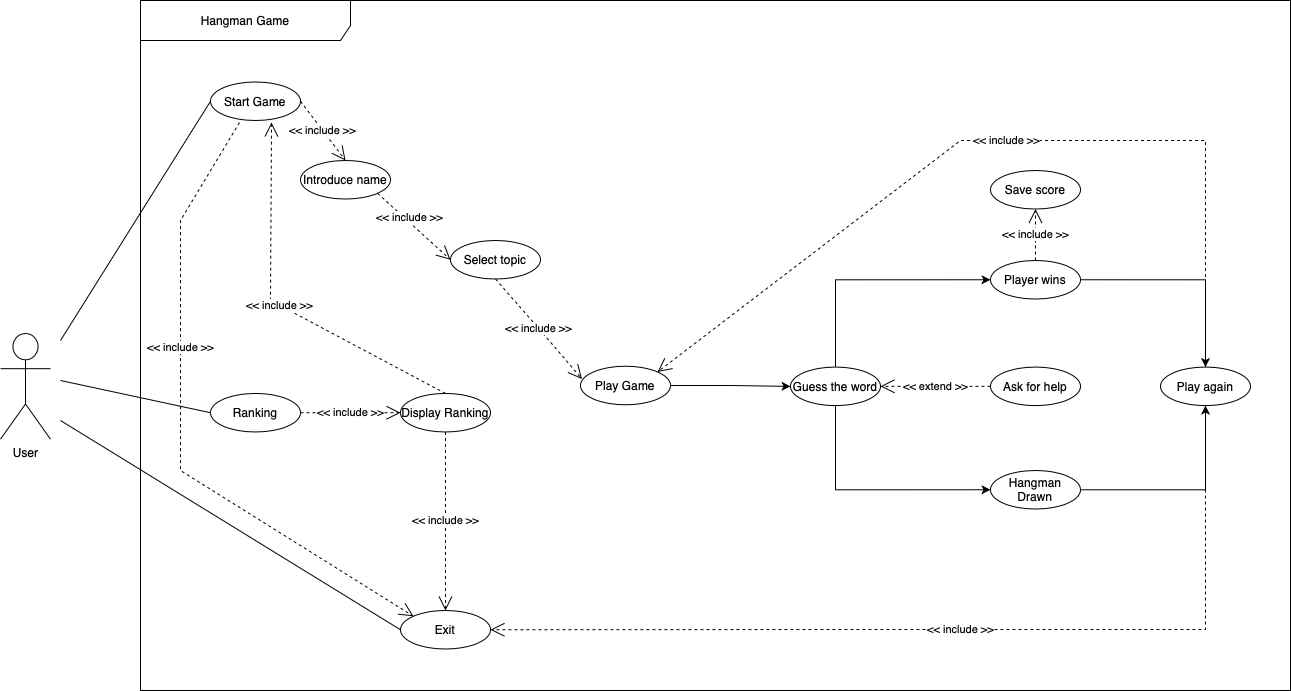 Hangman Game
Start Game
<< include >>
<< include >>
Introduce name
Save score
<< include >>
<< include >>
Select topic
Player wins
<< include >>
<< include >>
<< include >>
Play Game
Guess the word
<< extend >>
Ask for help
Play again
Ranking
<< include >>
Display Ranking
User
Hangman
Drawn
<< include >>
Exit
<< include >>